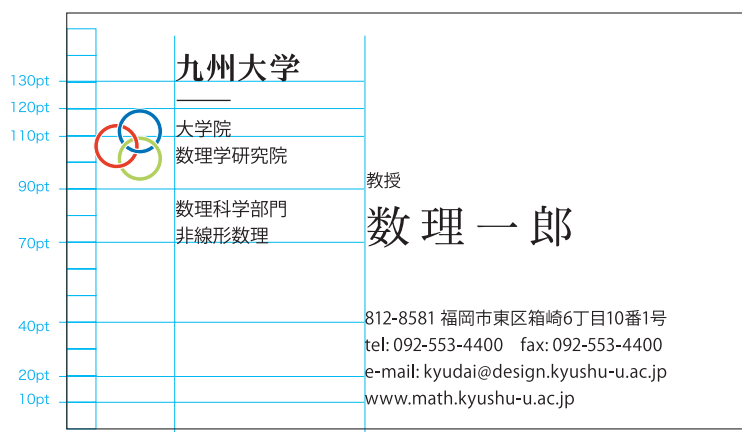 130pt
120pt
110pt
90pt
70pt
40pt
20pt
10pt
九州大学
大学院
数理学研究院
数理科学部門
非線形数理
教授
数理一郎
812-8581 福岡市東区箱崎6丁目10番1号
tel: 092-553-4400 fax: 092-553-4400
e-mail: kyudai@design.kyushu-u.ac.jp
www.math.kyushu-u.ac.jp